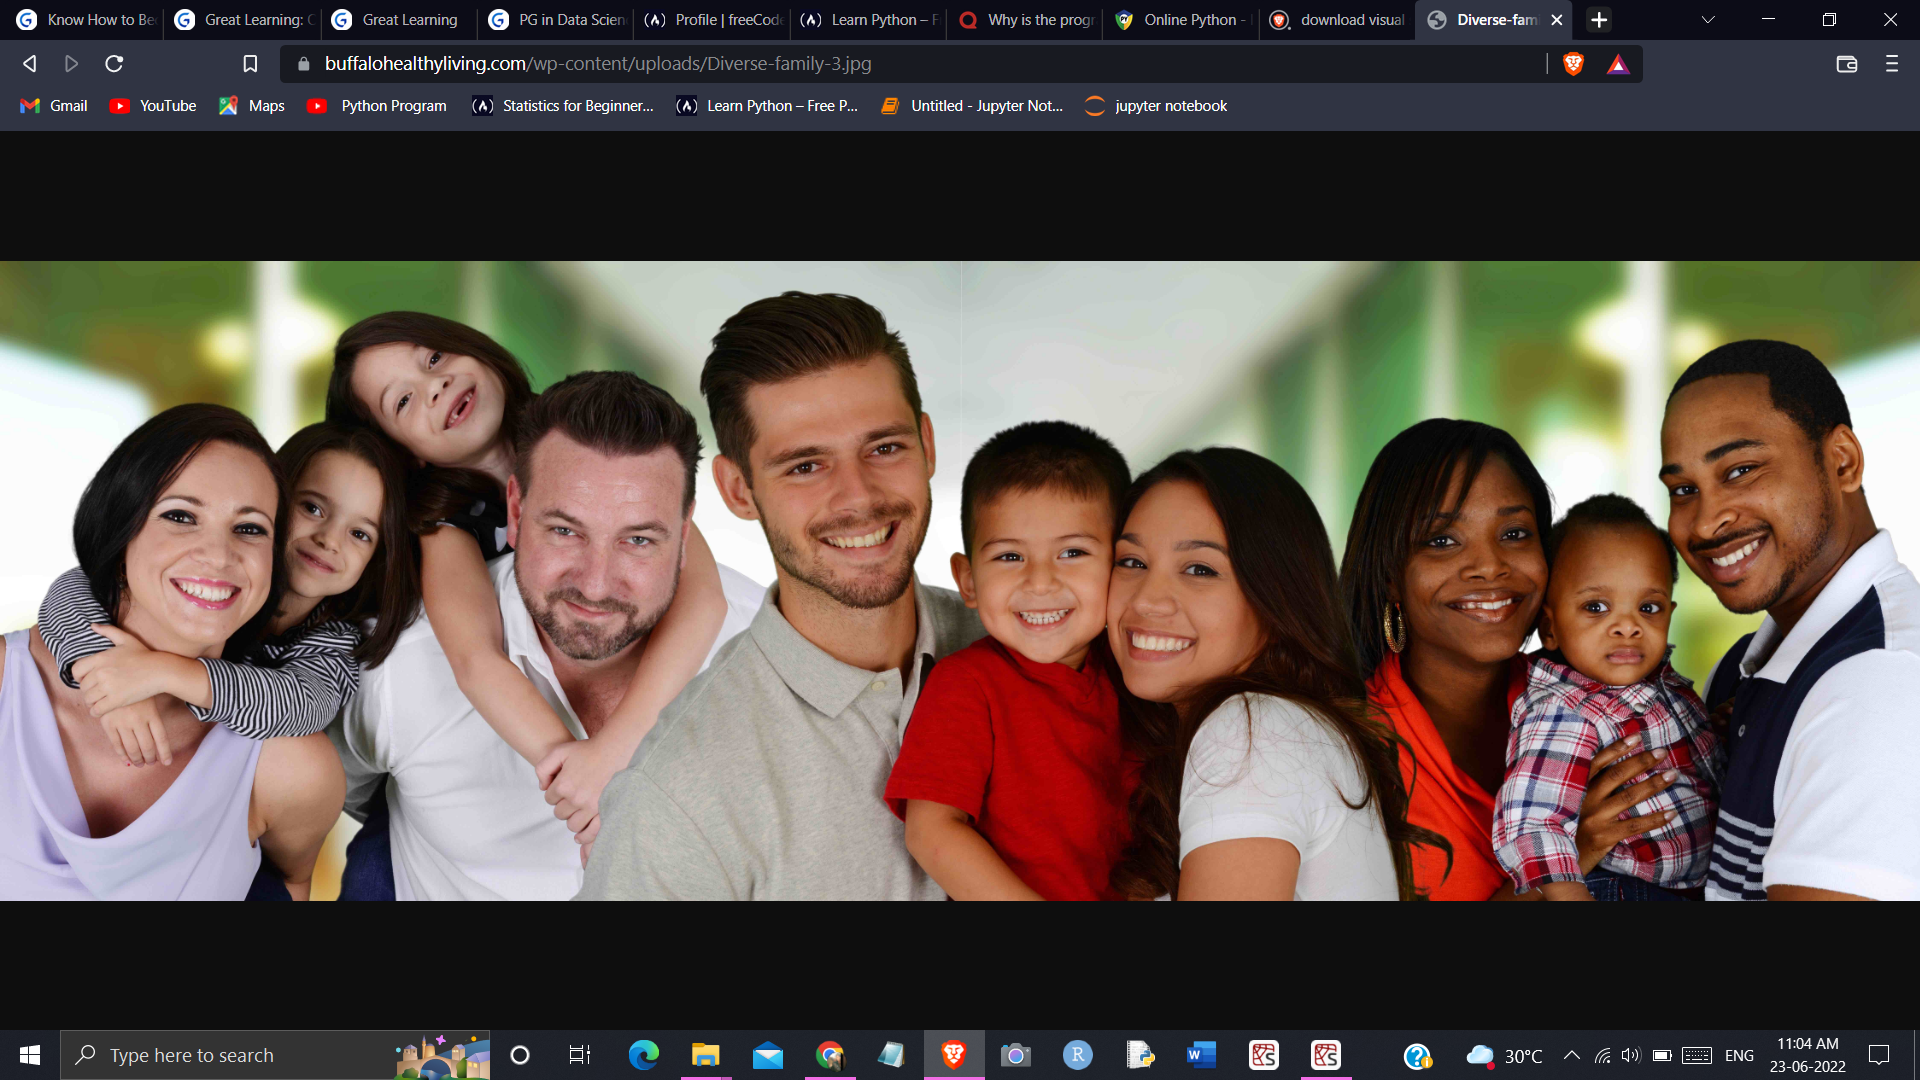 Know How to Be
Great Learning: C
Great Learning
PG in Data Scien
Profile | freeCode
Learn Python – F
Why is the progr
Online Python - I
download visual
Diverse-fam
buffalohealthyliving.com/wp-content/uploads/Diverse-family-3.jpg
Gmail
YouTube
Maps
Python Program
Statistics for Beginner...
Learn Python – Free P...
Untitled - Jupyter Not...
jupyter notebook
Type here to search
30°C
ENG
11:04 AM
23-06-2022